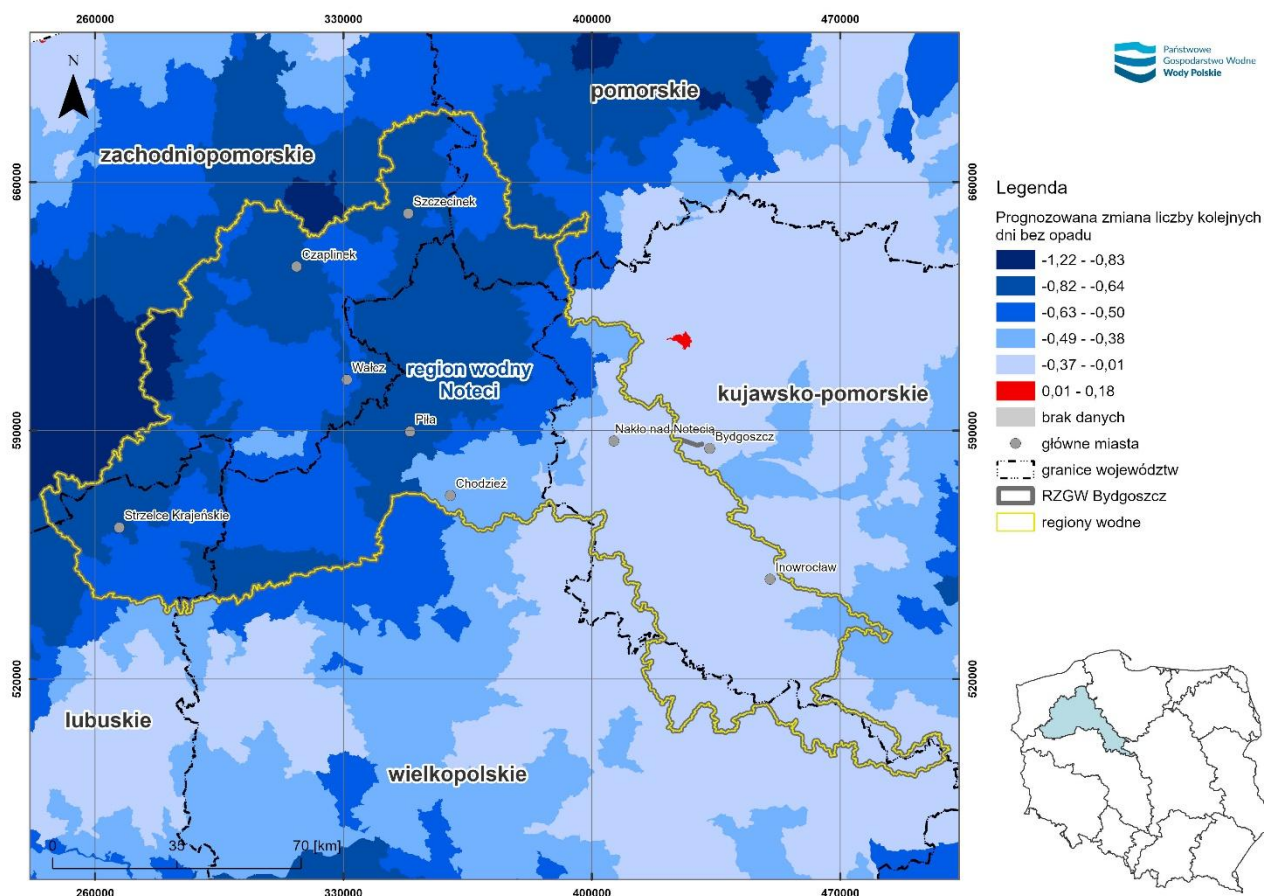 260000
330000
400000
470000
N
pomorskie
zachodniopomorskie
660000
660000
Szczecinek
Czaplinek
Wałcz
region wodny
Noteci
Piła
kujawsko-pomorskie
590000
590000
Nakło nad Notecią
Bydgoszcz
Chodzież
Strzelce Krajeńskie
Inowrocław
520000
520000
lubuskie
wielkopolskie
0
35
70 [km]
260000
330000
400000
470000
Państwowe
Gospodarstwo Wodne
Wody Polskie
Legenda
Prognozowana zmiana liczby kolejnych
dni bez opadu
-1,22 - -0,83
-0,82 - -0,64
-0,63 - -0,50
-0,49 - -0,38
-0,37 - -0,01
0,01 - 0,18
brak danych
główne miasta
granice województw
RZGW Bydgoszcz
regiony wodne